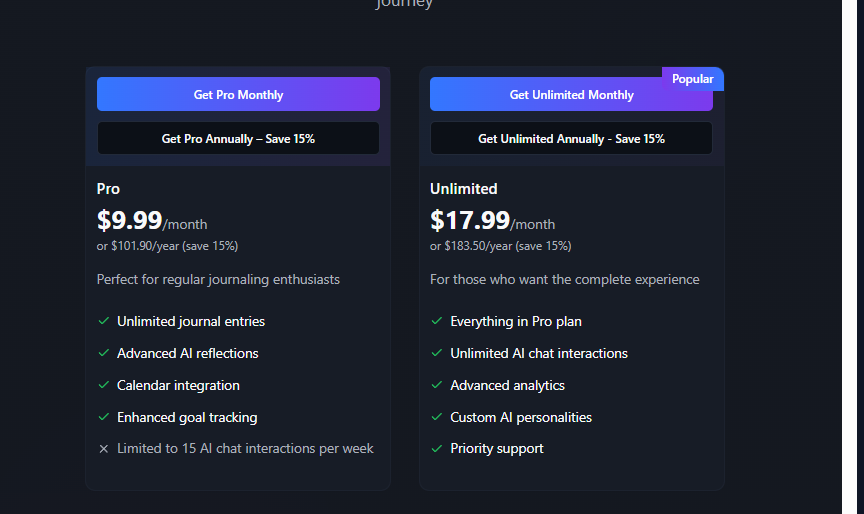 Journey
Get Pro Monthly
Get Pro Annually – Save 15%
Pro
$9.99/month
or $101.90/year (save 15%)
Perfect for regular journaling enthusiasts
Unlimited journal entries
Advanced AI reflections
Calendar integration
Enhanced goal tracking
Limited to 15 AI chat interactions per week
Popular
Get Unlimited Monthly
Get Unlimited Annually - Save 15%
Unlimited
$17.99/month
or $183.50/year (save 15%)
For those who want the complete experience
Everything in Pro plan
Unlimited AI chat interactions
Advanced analytics
Custom AI personalities
Priority support